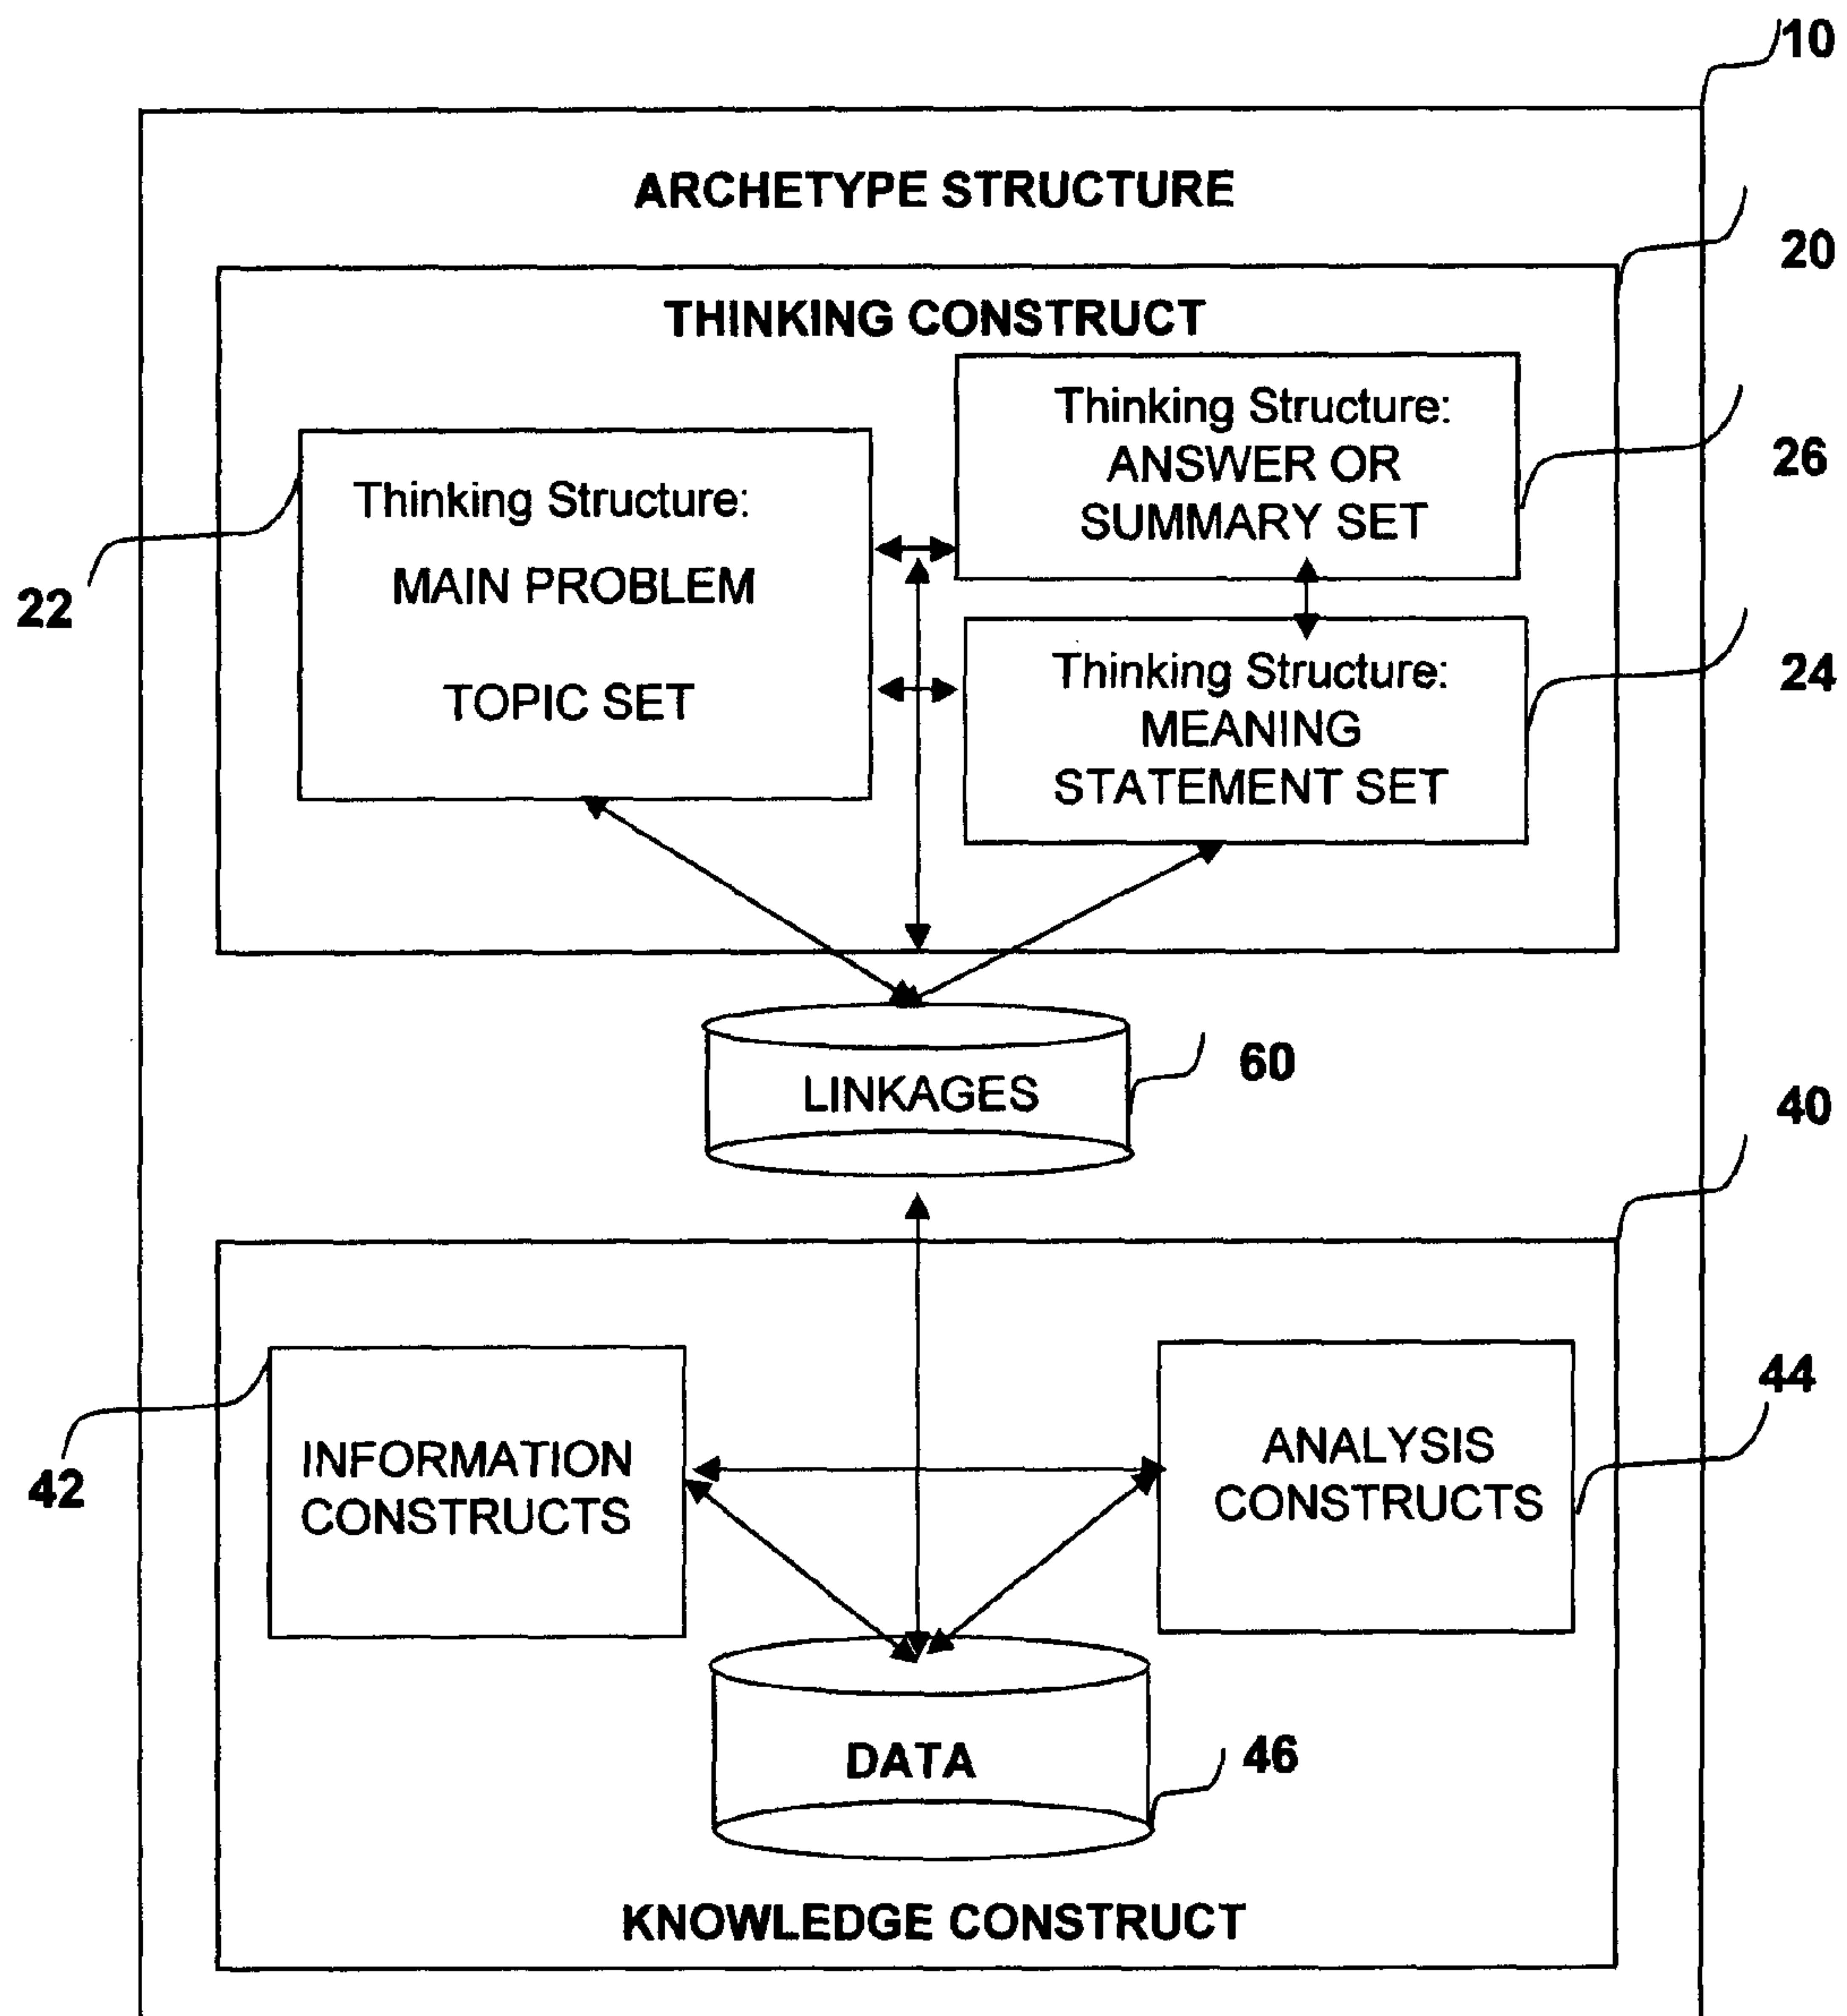 10
ARCHETYPE STRUCTURE
20
THINKING CONSTRUCT
Thinking Structure:
ANSWER OR
SUMMARY SET
26
Thinking Structure:
MAIN PROBLEM
TOPIC SET
22
Thinking Structure:
MEANING
STATEMENT SET
24
LINKAGES
60
40
INFORMATION
CONSTRUCTS
42
ANALYSIS
CONSTRUCTS
44
DATA
46
KNOWLEDGE CONSTRUCT